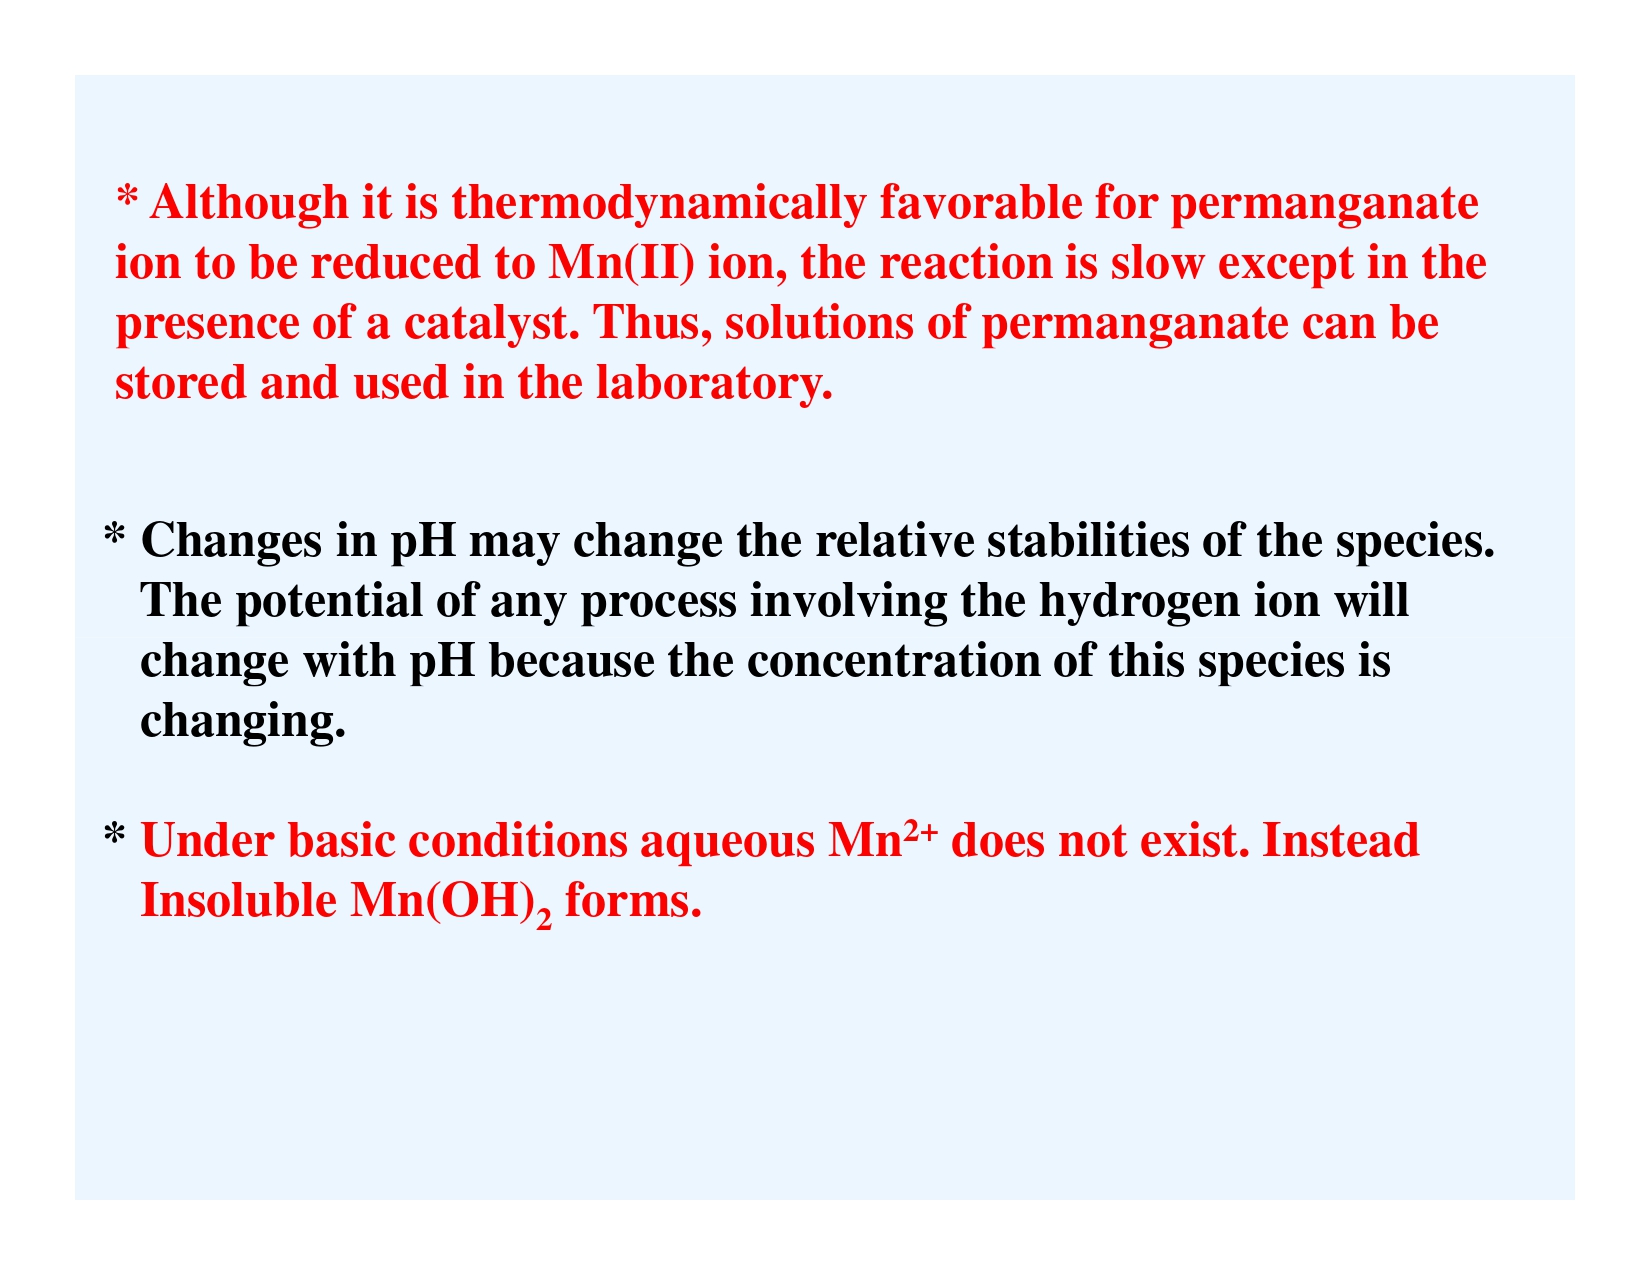 * Although it is thermodynamically favorable for permanganate
ion to be reduced to Mn(II) ion, the reaction is slow except in the
presence of a catalyst. Thus, solutions of permanganate can be
stored and used in the laboratory.
* Changes in pH may change the relative stabilities of the species.
The potential of any process involving the hydrogen ion will
change with pH because the concentration of this species is
changing.
* Under basic conditions aqueous Mn²⁺ does not exist. Instead
Insoluble Mn(OH)₂ forms.